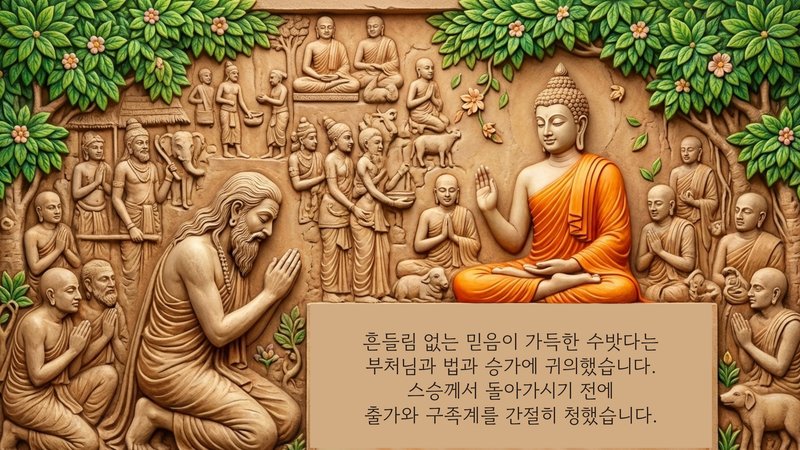 흔들림 없는 믿음이 가득한 수밧다는
부처님과 법과 승가에 귀의했습니다.
스승께서 돌아가시기 전에
출가와 구족계를 간절히 청했습니다.